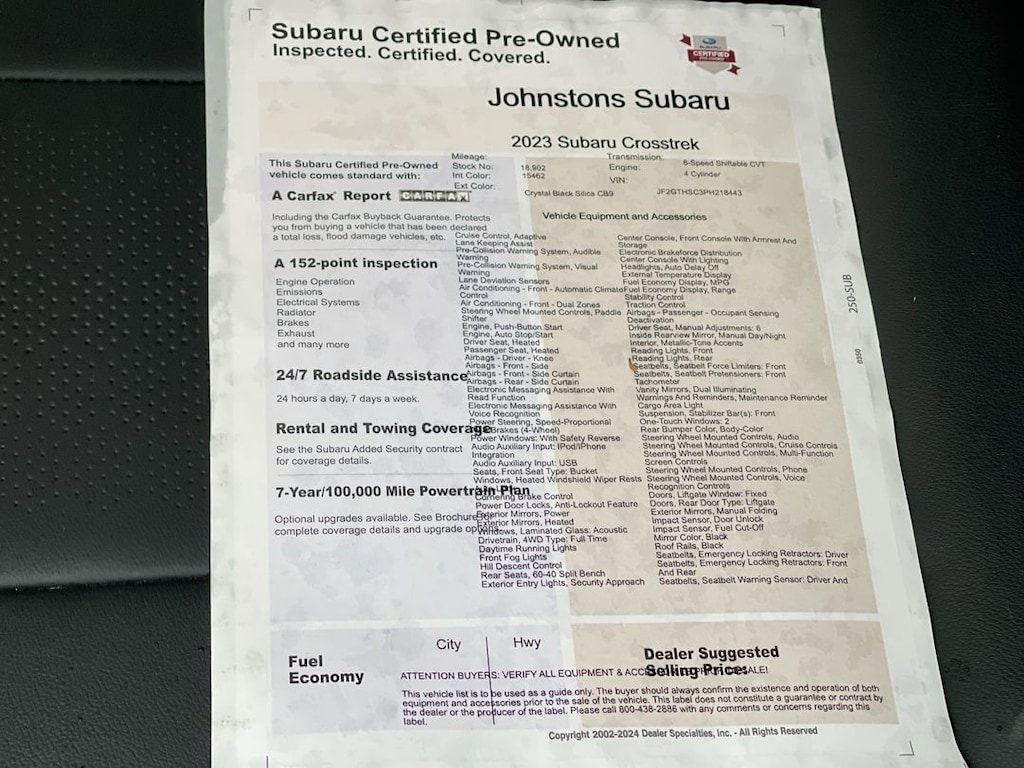 Subaru Certified Pre-Owned
Inspected. Certified. Covered.
SUBARU
CERTIFIED
Johnstons Subaru
2023 Subaru Crosstrek
This Subaru Certified Pre-Owned
vehicle comes standard with:
Mileage:
Stock No:
Int Color:
Ext Color:
18,902
15462
Crystal Black Silica CB9
Transmission:
Engine:
VIN:
8-Speed Shiftable CVT
4 Cylinder
JF2GTHSC3PH218443
A Carfax Report CARFAX
Including the Carfax Buyback Guarantee. Protects
you from buying a vehicle that has been declared
a total loss, flood damage vehicles, etc.
A 152-point inspection
Engine Operation
Emissions
Electrical Systems
Radiator
Brakes
Exhaust
and many more
24/7 Roadside Assistance
24 hours a day, 7 days a week.
Rental and Towing Coverage
See the Subaru Added Security contract
for coverage details.
7-Year/100,000 Mile Powertrain Plan
Optional upgrades available. See Brochure for
complete coverage details and upgrade options.
Vehicle Equipment and Accessories
Cruise Control, Adaptive
Lane Keeping Assist
Pre-Collision Warning System, Audible
Warning
Pre-Collision Warning System, Visual
Warning
Lane Deviation Sensors
Air Conditioning - Front - Automatic Climate
Control
Air Conditioning - Front - Dual Zones
Steering Wheel Mounted Controls, Paddle
Shifter
Engine, Push-Button Start
Engine, Auto Stop/Start
Driver Seat, Heated
Passenger Seat, Heated
Airbags - Driver - Knee
Airbags - Front - Side
Airbags - Front - Side Curtain
Airbags - Rear - Side Curtain
Electronic Messaging Assistance With
Read Function
Electronic Messaging Assistance With
Voice Recognition
Power Steering, Speed-Proportional
Brakes (4-Wheel)
Power Windows: With Safety Reverse
Audio Auxiliary Input: IPod/IPhone
Integration
Audio Auxiliary Input: USB
Seats, Front Seat Type: Bucket
Windows, Heated Windshield Wiper Rests
Cornering Brake Control
Power Door Locks, Anti-Lockout Feature
Exterior Mirrors, Power
Exterior Mirrors, Heated
Windows, Laminated Glass: Acoustic
Drivetrain, 4WD Type: Full Time
Daytime Running Lights
Front Fog Lights
Hill Descent Control
Rear Seats, 60-40 Split Bench
Exterior Entry Lights, Security Approach
Center Console, Front Console With Armrest And
Storage
Electronic Brakeforce Distribution
Center Console With Lighting
Headlights, Auto Delay Off
External Temperature Display
Fuel Economy Display, MPG
Fuel Economy Display, Range
Stability Control
Traction Control
Airbags - Passenger - Occupant Sensing
Deactivation
Driver Seat, Manual Adjustments: 6
Inside Rearview Mirror, Manual Day/Night
Interior, Metallic-Tone Accents
Reading Lights, Front
Reading Lights, Rear
Seatbelts, Seatbelt Force Limiters: Front
Seatbelts, Seatbelt Pretensioners: Front
Tachometer
Vanity Mirrors, Dual Illuminating
Warnings And Reminders, Maintenance Reminder
Cargo Area Light
Suspension, Stabilizer Bar(s): Front
One-Touch Windows: 2
Rear Bumper Color, Body-Color
Steering Wheel Mounted Controls, Audio
Steering Wheel Mounted Controls, Cruise Controls
Steering Wheel Mounted Controls, Multi-Function
Screen Controls
Steering Wheel Mounted Controls, Phone
Steering Wheel Mounted Controls, Voice
Recognition Controls
Doors, Liftgate Window: Fixed
Doors, Rear Door Type: Liftgate
Exterior Mirrors, Manual Folding
Impact Sensor, Door Unlock
Impact Sensor, Fuel Cut-Off
Mirror Color, Black
Roof Rails, Black
Seatbelts, Emergency Locking Retractors: Driver
Seatbelts, Emergency Locking Retractors: Front
And Rear
Seatbelts, Seatbelt Warning Sensor: Driver And
250-SUB
0350
Fuel
Economy
City
Hwy
Dealer Suggested
Selling Price:
ATTENTION BUYERS: VERIFY ALL EQUIPMENT & SALE!
This vehicle list is to be used as a guide only. The buyer should always confirm the existence and operation of both
equipment and accessories prior to the sale of the vehicle. This label does not constitute a guarantee or contract by
the dealer or the producer of the label. Please call 800-438-2886 with any comments or concerns regarding this
label.
Copyright 2002-2024 Dealer Specialties, Inc. - All Rights Reserved